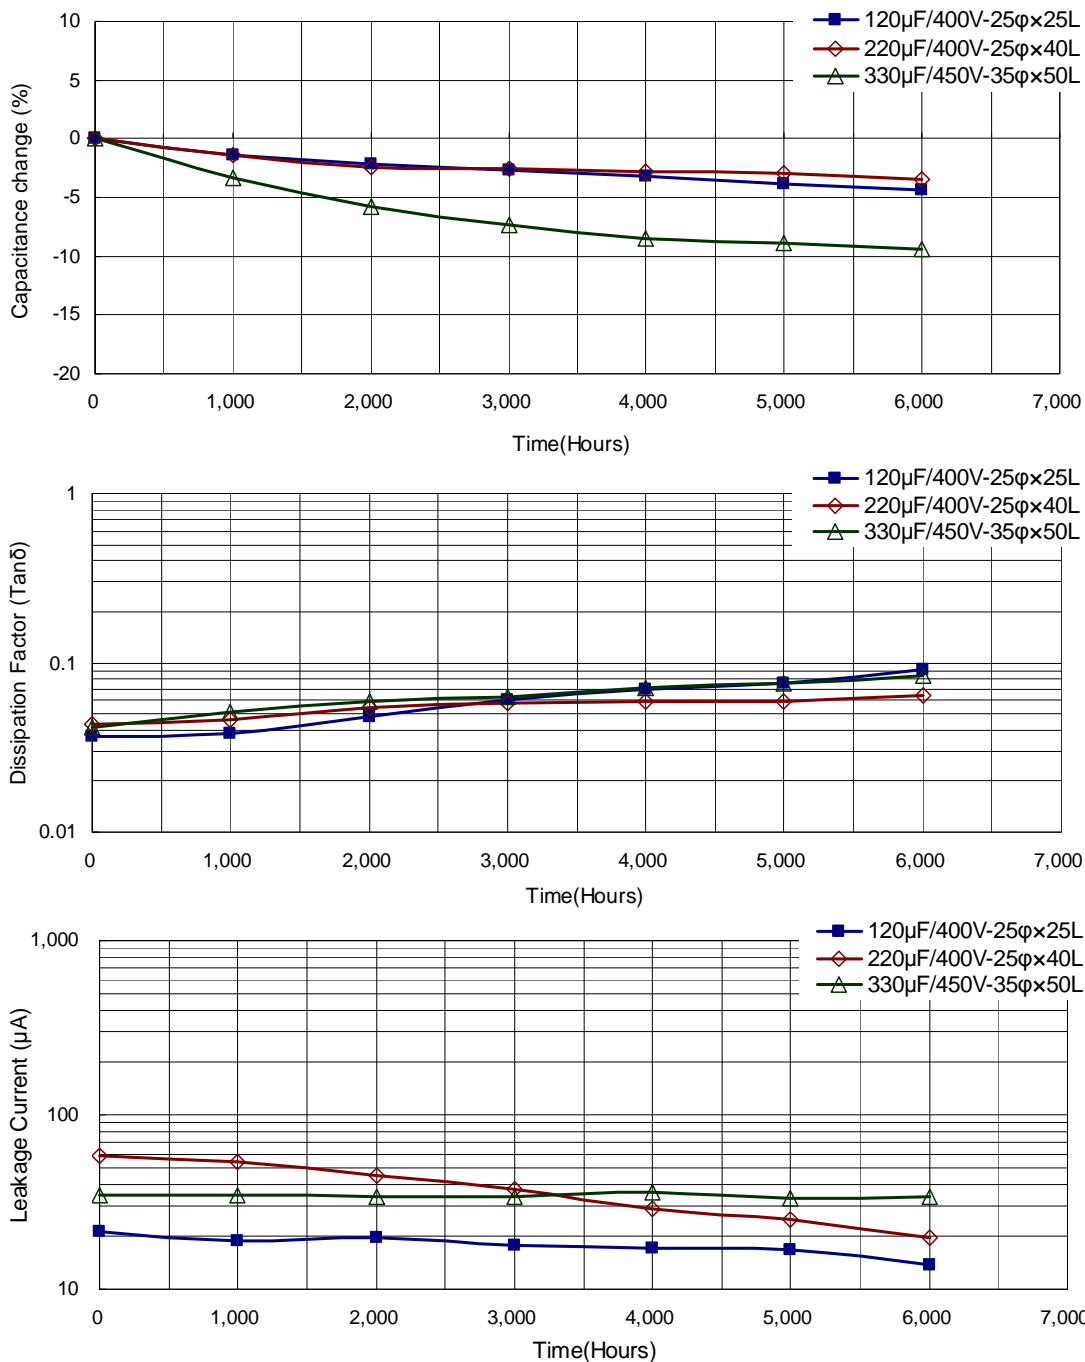 10
5
0
-5
-10
-15
-20
Capacitance change (%)
120μF/400V-25φ×25L
220μF/400V-25φ×40L
330μF/450V-35φ×50L
0 1,000 2,000 3,000 4,000 5,000 6,000 7,000
Time(Hours)
1
0.1
0.01
Dissipation Factor (Tanδ)
120μF/400V-25φ×25L
220μF/400V-25φ×40L
330μF/450V-35φ×50L
0 1,000 2,000 3,000 4,000 5,000 6,000 7,000
Time(Hours)
1,000
100
10
Leakage Current (μA)
120μF/400V-25φ×25L
220μF/400V-25φ×40L
330μF/450V-35φ×50L
0 1,000 2,000 3,000 4,000 5,000 6,000 7,000
Time(Hours)